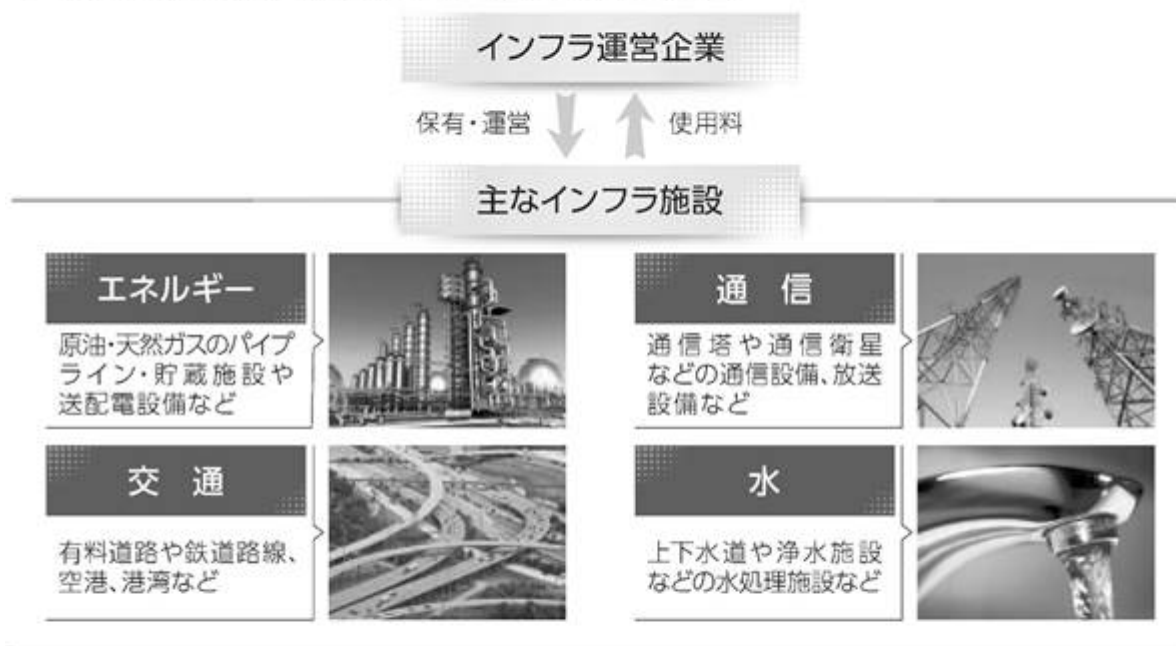 インフラ運営企業
保有・運営
使用料
主なインフラ施設
エネルギー
原油・天然ガスのパイプ
ライン・貯蔵施設や
送配電設備など
通 信
通信塔や通信衛星
などの通信設備、放送
設備など
交 通
有料道路や鉄道路線、
空港、港湾など
水
上下水道や浄水施設
などの水処理施設など